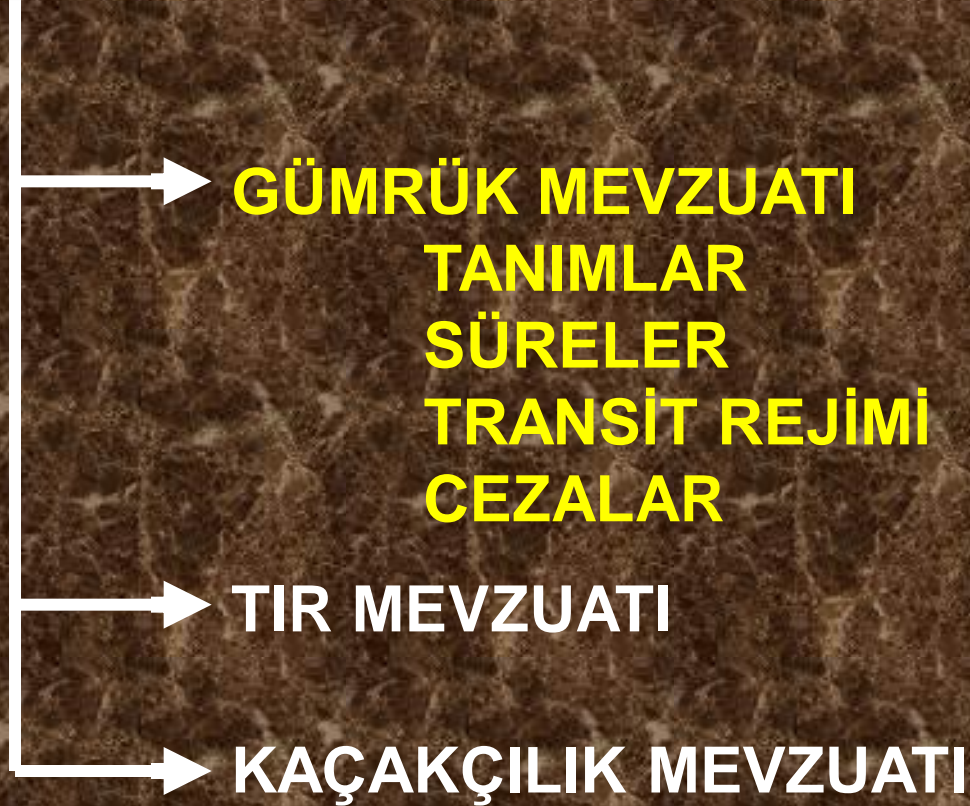 GÜMRÜK MEVZUATI
TANIMLAR
SÜRELER
TRANSİT REJİMİ
CEZALAR
TIR MEVZUATI
KAÇAKÇILIK MEVZUATI